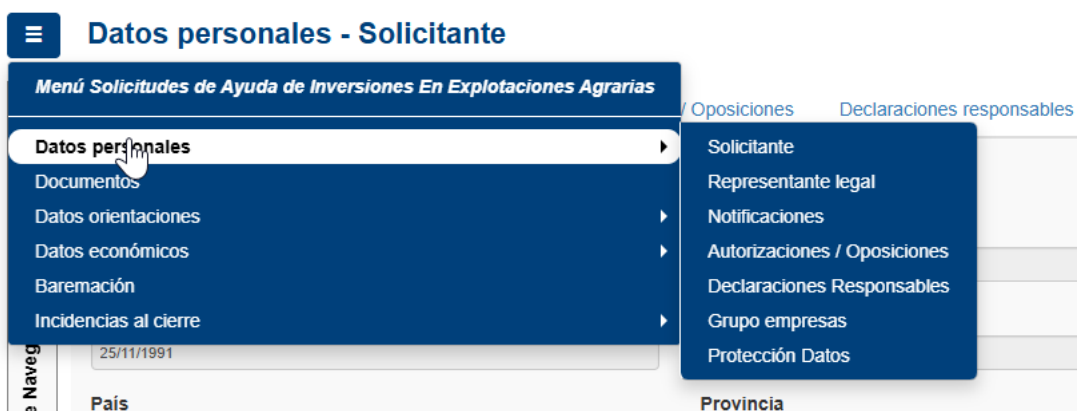 Datos personales - Solicitante
Menú Solicitudes de Ayuda de Inversiones En Explotaciones Agrarias
/ Oposiciones
Declaraciones responsables
Datos personales
Documentos
Datos orientaciones
Datos económicos
Baremación
Incidencias al cierre
Solicitante
Representante legal
Notificaciones
Autorizaciones / Oposiciones
Declaraciones Responsables
Grupo empresas
Protección Datos
25/11/1991
País
Provincia